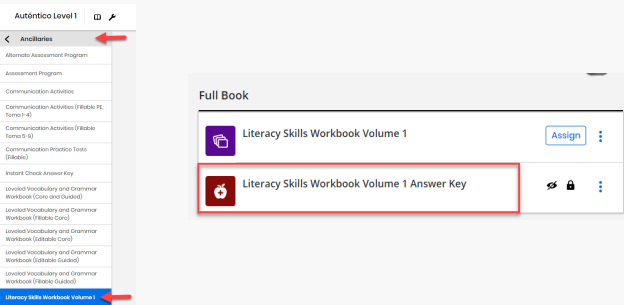 Auténtico Level 1
Ancillaries
Alternate Assessment Program
Assessment Program
Communication Activities
Communication Activities (Fillable PE,
Tema 1-4)
Communication Activities (Fillable
Tema 5-9)
Communication Practice Tests
(Fillable)
Instant Check Answer Key
Leveled Vocabulary and Grammar
Workbook (Core and Guided)
Leveled Vocabulary and Grammar
Workbook (Fillable Core)
Leveled Vocabulary and Grammar
Workbook (Editable Core)
Leveled Vocabulary and Grammar
Workbook (Editable Guided)
Leveled Vocabulary and Grammar
Workbook (Fillable Guided)
Literacy Skills Workbook Volume 1
Full Book
Literacy Skills Workbook Volume 1
Assign
Literacy Skills Workbook Volume 1 Answer Key